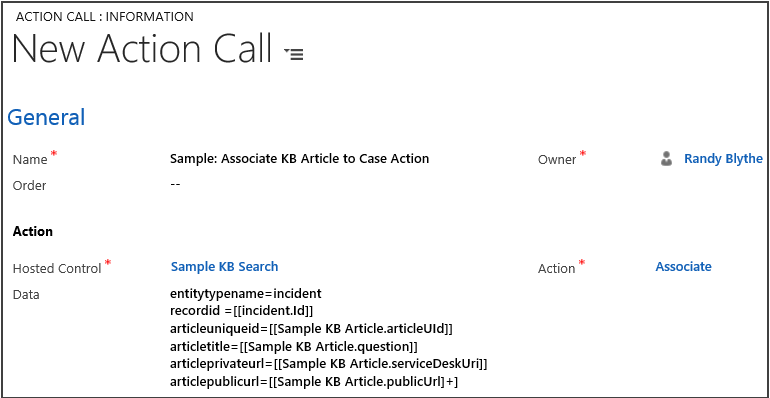 ACTION CALL : INFORMATION
New Action Call
General
Name * Sample: Associate KB Article to Case Action Owner * Randy Blythe
Order --
Action
Hosted Control * Sample KB Search Action * Associate
Data entitytypename=incident
recordid =[[incident.Id]]
articleuniqueid=[[Sample KB Article.articleUId]]
articletitle=[[Sample KB Article.question]]
articleprivateurl=[[Sample KB Article.serviceDeskUri]]
articlepublicurl=[[Sample KB Article.publicUrl]+]